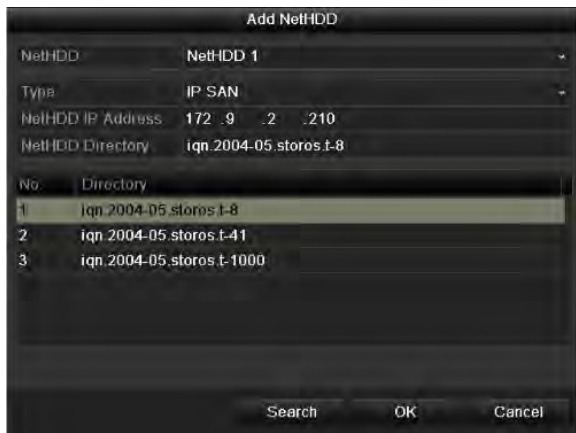 Add NetHDD
NetHDD NetHDD 1
Type IP SAN
NetHDD IP Address 172 .9 .2 .210
NetHDD Directory iqn.2004-05.storos.t-8
No. Directory
1 iqn.2004-05.storos.t-8
2 iqn.2004-05.storos.t-41
3 iqn.2004-05.storos.t-1000
Search OK Cancel